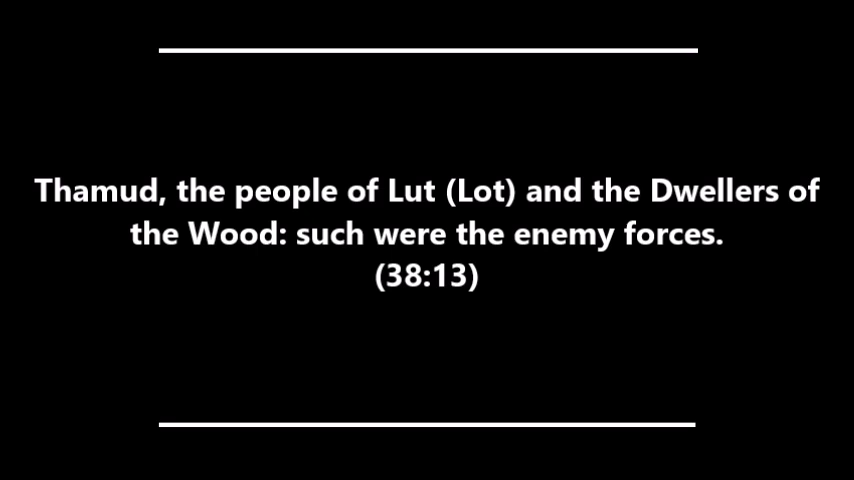 Thamud, the people of Lut (Lot) and the Dwellers of
the Wood: such were the enemy forces.
(38:13)